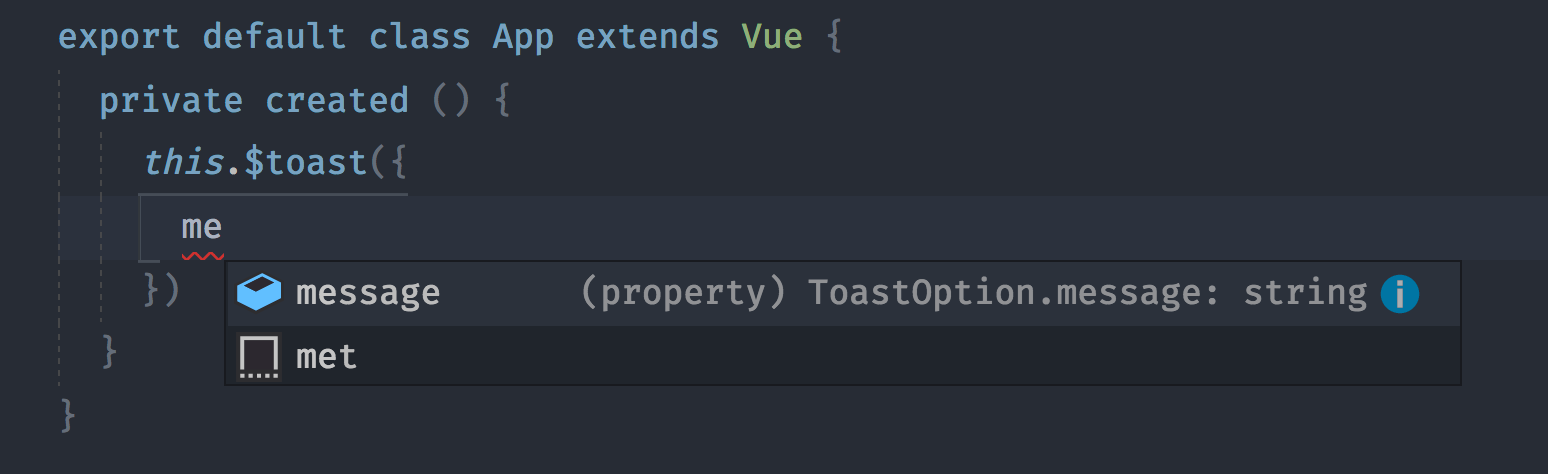 export default class App extends Vue {
private created () {
this.$toast({
me
})
message (property) ToastOption.message: string
met
}
}